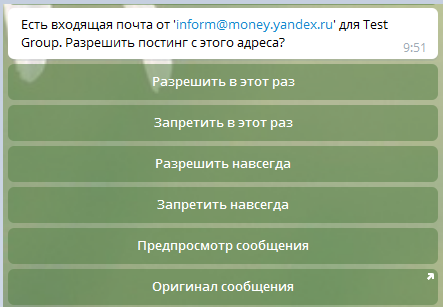 Есть входящая почта от 'inform@money.yandex.ru' для Test
Group. Разрешить постинг с этого адреса?
9:51
Разрешить в этот раз
Запретить в этот раз
Разрешить навсегда
Запретить навсегда
Предпросмотр сообщения
Оригинал сообщения